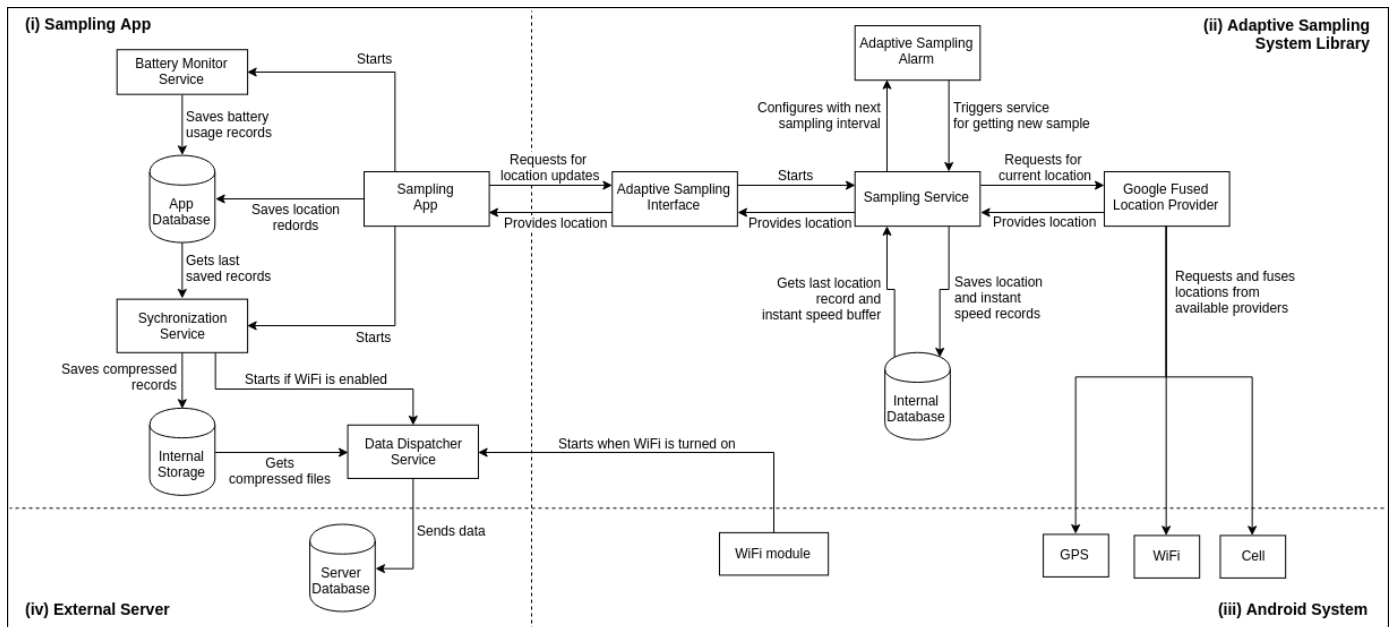 (i) Sampling App
(ii) Adaptive Sampling
System Library
Battery Monitor
Service
Starts
Saves battery
usage records
App
Database
Saves location
redords
Sampling
App
Gets last
saved records
Sychronization
Service
Starts
Saves compressed
records
Starts if WiFi is enabled
Internal
Storage
Gets
compressed files
Data Dispatcher
Service
Starts when WiFi is turned on
Requests for
location updates
Provides location
Adaptive Sampling
Interface
Starts
Provides location
Adaptive Sampling
Alarm
Configures with next
sampling interval
Triggers service
for getting new sample
Sampling Service
Requests for
current location
Provides location
Google Fused
Location Provider
Gets last location
record and
instant speed buffer
Saves location
and instant
speed records
Internal
Database
Requests and fuses
locations from
available providers
Sends data
Server
Database
WiFi module
GPS
WiFi
Cell
(iv) External Server
(iii) Android System